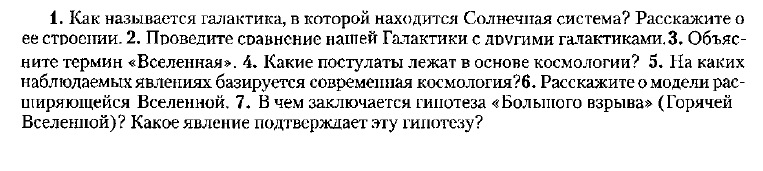 1. Как называется галактика, в которой находится Солнечная система? Расскажите о
ее строении. 2. Проведите сравнение нашей Галактики с другими галактиками. 3. Объяс-
ните термин «Вселенная». 4. Какие постулаты лежат в основе космологии? 5. На каких
наблюдаемых явлениях базируется современная космология?6. Расскажите о модели рас-
ширяющейся Вселенной. 7. В чем заключается гипотеза «Большого взрыва» (Горячей
Вселенной)? Какое явление подтверждает эту гипотезу?